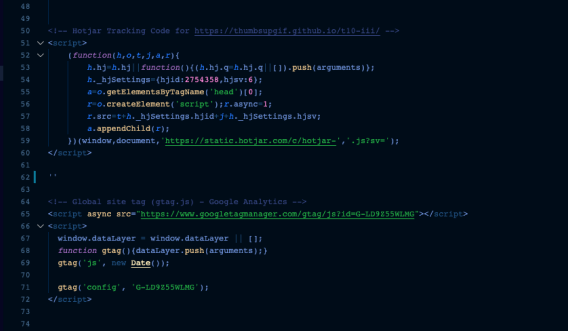 48
49
50 <!-- Hotjar Tracking Code for https://thumbsupgif.github.io/tl0-iii/ -->
51 <script>
52 (function(h,o,t,j,a,r){
53 h.hj=h.hj||function(){(h.hj.q=h.hj.q||[]).push(arguments)};
54 h._hjSettings={hjid:2754358,hjsv:6};
55 a=o.getElementsByTagName('head')[0];
56 r=o.createElement('script');r.async=1;
57 r.src=t+h._hjSettings.hjid+j+h._hjSettings.hjsv;
58 a.appendChild(r);
59 })(window,document,'https://static.hotjar.com/c/hotjar-','.js?sv=');
60 </script>
61
62 ''
63
64 <!-- Global site tag (gtag.js) - Google Analytics -->
65 <script async src="https://www.googletagmanager.com/gtag/js?id=G-LD9Z55WLMG"></script>
66 <script>
67 window.dataLayer = window.dataLayer || [];
68 function gtag(){dataLayer.push(arguments);}
69 gtag('js', new Date());
70
71 gtag('config', 'G-LD9Z55WLMG');
72 </script>
73
74